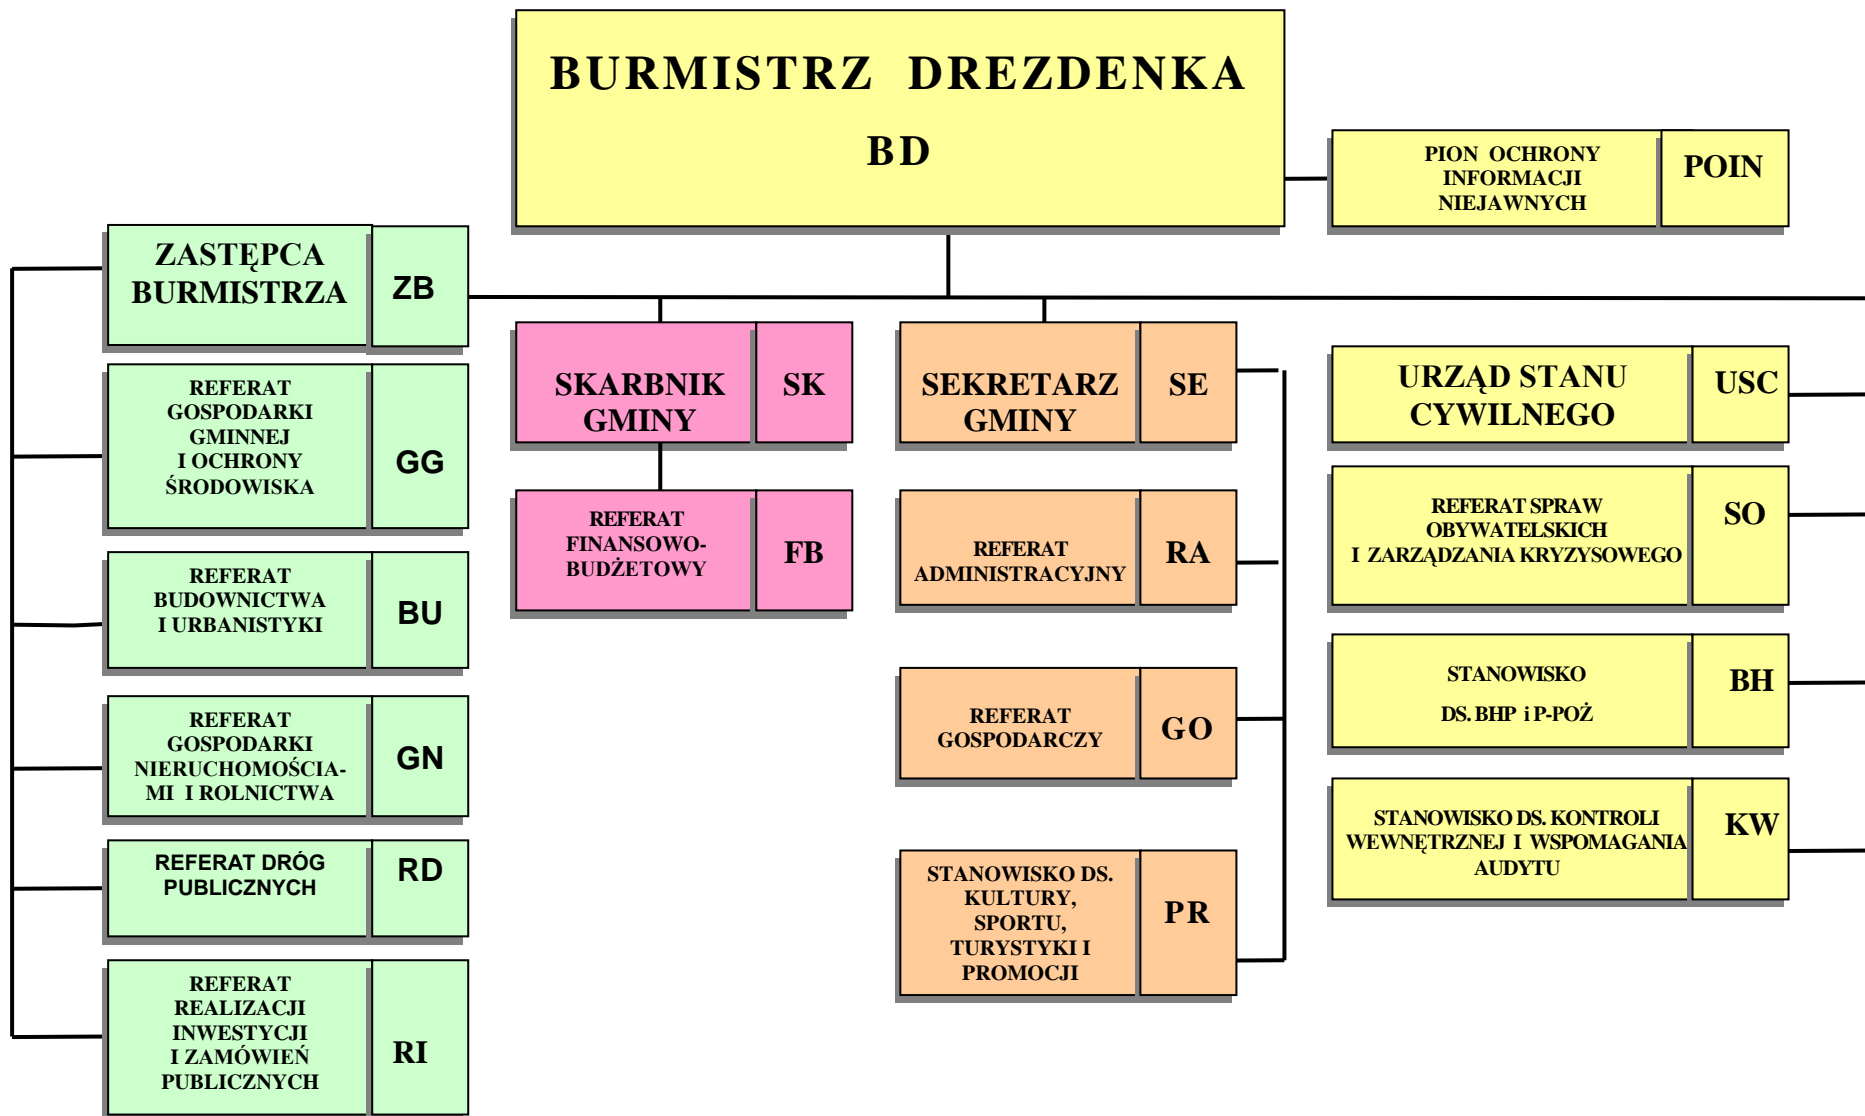 BURMISTRZ DREZDENKA
BD
PION OCHRONY
INFORMACJI
NIEJAWNYCH
POIN
ZASTĘPCA
BURMISTRZA
ZB
REFERAT
GOSPODARKI
GMINNEJ
I OCHRONY
ŚRODOWISKA
GG
REFERAT
BUDOWNICTWA
I URBANISTYKI
BU
REFERAT
GOSPODARKI
NIERUCHOMOŚCIA-
MI I ROLNICTWA
GN
REFERAT DRÓG
PUBLICZNYCH
RD
REFERAT
REALIZACJI
INWESTYCJI
I ZAMÓWIEŃ
PUBLICZNYCH
RI
SKARBNIK
GMINY
SK
REFERAT
FINANSOWO-
BUDŻETOWY
FB
SEKRETARZ
GMINY
SE
REFERAT
ADMINISTRACYJNY
RA
REFERAT
GOSPODARCZY
GO
STANOWISKO DS.
KULTURY,
SPORTU,
TURYSTYKI I
PROMOCJI
PR
URZĄD STANU
CYWILNEGO
USC
REFERAT SPRAW
OBYWATELSKICH
I ZARZĄDZANIA KRYZYSOWEGO
SO
STANOWISKO
DS. BHP i P-POŻ
BH
STANOWISKO DS. KONTROLI
WEWNĘTRZNEJ I WSPOMAGANIA
AUDYTU
KW